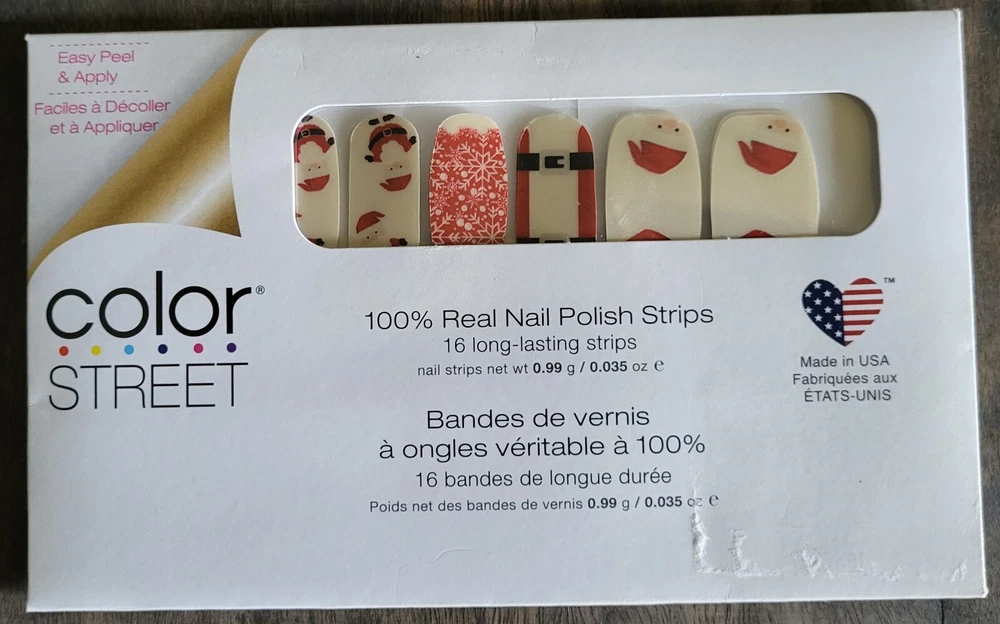 Easy Peel
& Apply
Faciles à Décoller
et à Appliquer
color®
STREET
100% Real Nail Polish Strips
16 long-lasting strips
nail strips net wt 0.99 g / 0.035 oz ℮
Bandes de vernis
à ongles véritable à 100%
16 bandes de longue durée
Poids net des bandes de vernis 0.99 g / 0.035 oz ℮
™
Made in USA
Fabriquées aux
ÉTATS-UNIS